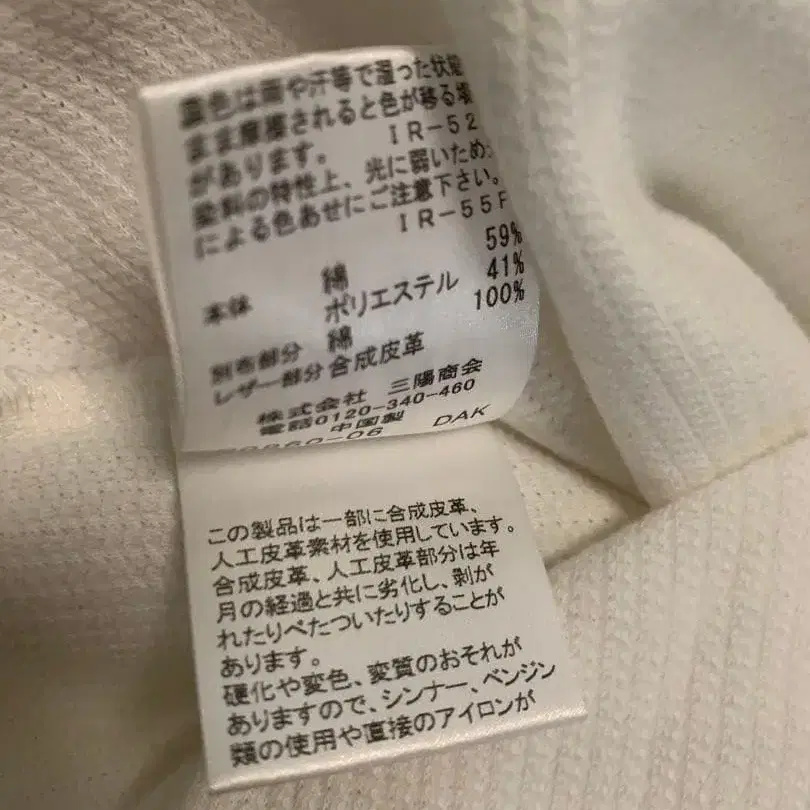 濃色は雨や汗等で湿った状態
まま摩擦されると色が移る場
があります。 IR-52
染料の特性上、光に弱いため
による色あせにご注意下さい。
IR-55F
本体 綿 59%
ポリエステル 41%
別布部分 綿 100%
レザー部分 合成皮革
株式会社 三陽商会
電話0120-340-460
中国製
-06 DAK
この製品は一部に合成皮革、
人工皮革素材を使用しています。
合成皮革、人工皮革部分は年
月の経過と共に劣化し、剥が
れたりべたついたりすることが
あります。
硬化や変色、変質のおそれが
ありますので、シンナー、ベンジン
類の使用や直接のアイロンが